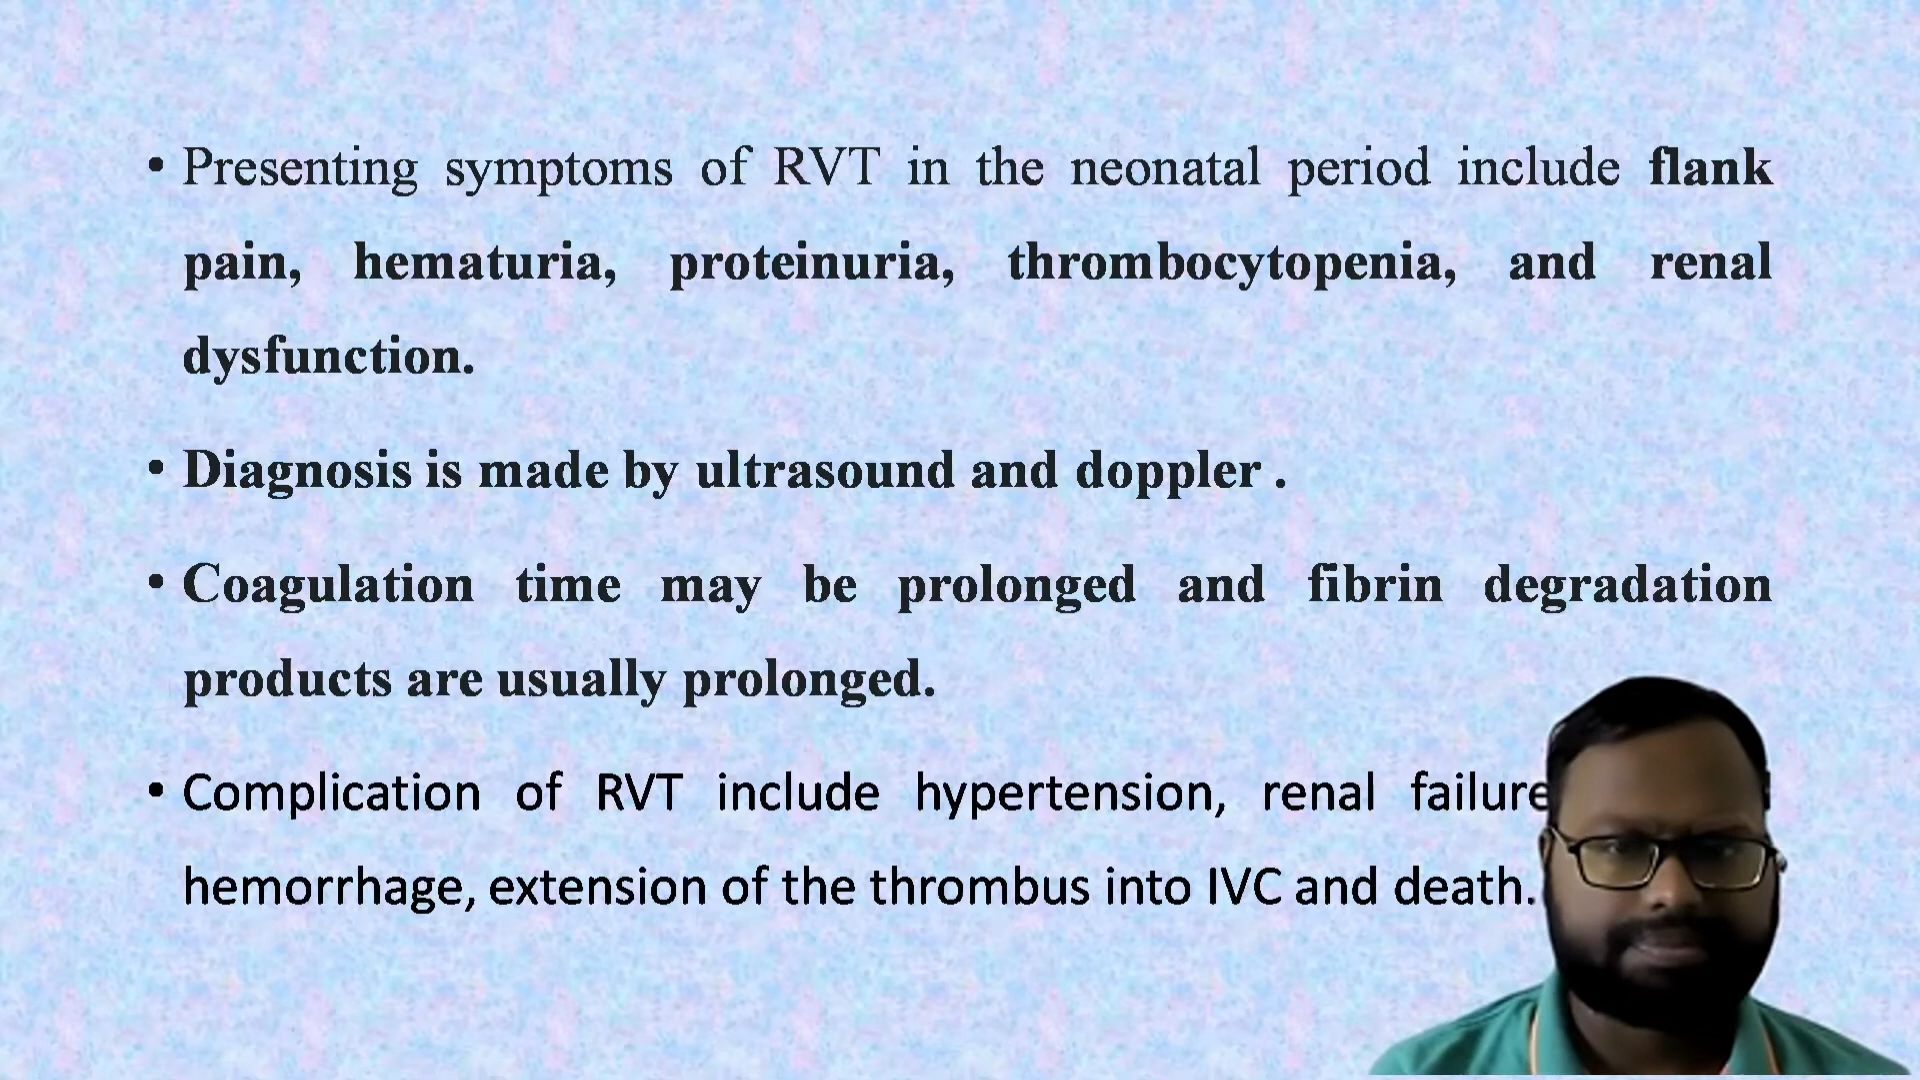 • Presenting symptoms of RVT in the neonatal period include flank
pain, hematuria, proteinuria, thrombocytopenia, and renal
dysfunction.
• Diagnosis is made by ultrasound and doppler .
• Coagulation time may be prolonged and fibrin degradation
products are usually prolonged.
• Complication of RVT include hypertension, renal failure
hemorrhage, extension of the thrombus into IVC and death.